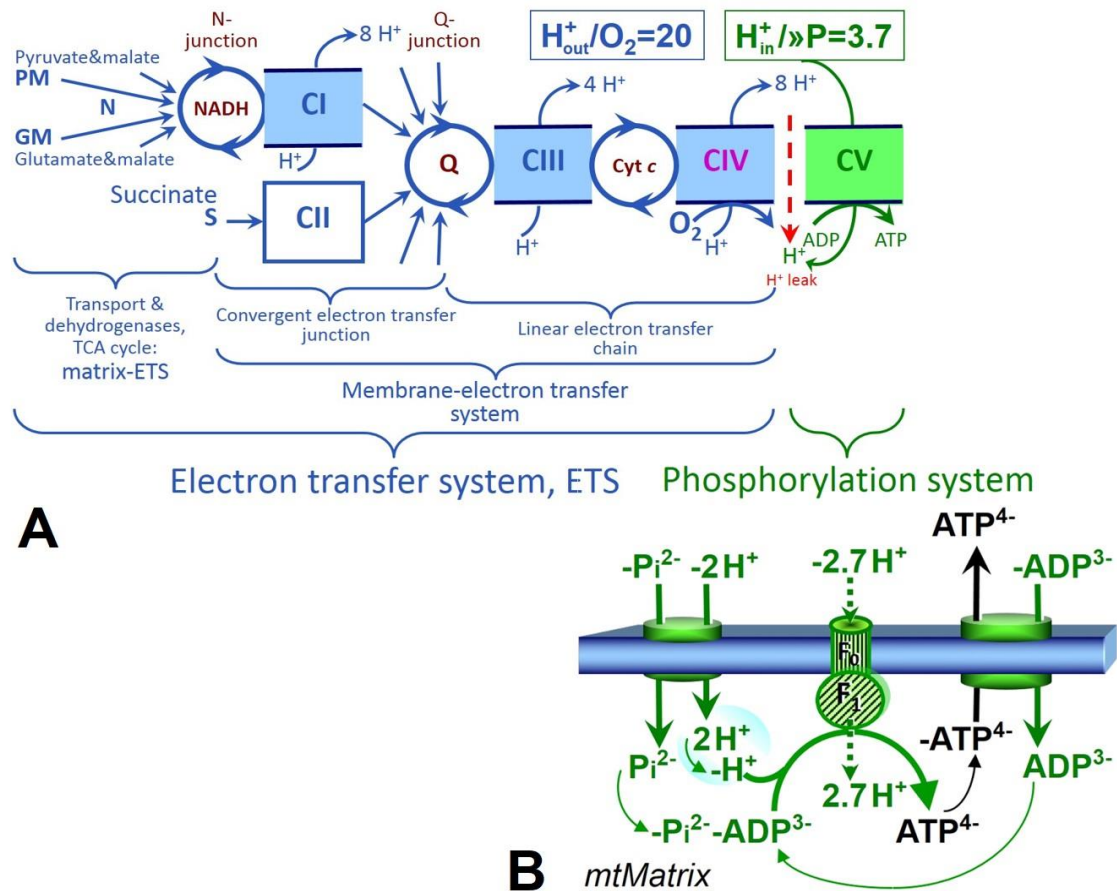 N-
junction
8 H⁺
Q-
junction
H⁺out/O₂=20
H⁺in/»P=3.7
Pyruvate&malate
PM
N
GM
Glutamate&malate
NADH
CI
H⁺
Q
CIII
4 H⁺
H⁺
Cyt c
CIV
8 H⁺
O₂
H⁺
CV
ADP
ATP
H⁺
H⁺ leak
Succinate
S
CII
Transport &
dehydrogenases,
TCA cycle:
matrix-ETS
Convergent electron transfer
junction
Linear electron transfer
chain
Membrane-electron transfer
system
Electron transfer system, ETS
Phosphorylation system
A
ATP⁴⁻
-Pi²⁻ -2H⁺
-2.7H⁺
-ADP³⁻
F₀
F₁
2H⁺
-H⁺
Pi²⁻
2.7H⁺
-ATP⁴⁻
ADP³⁻
-Pi²⁻-ADP³⁻
ATP⁴⁻
B
mtMatrix